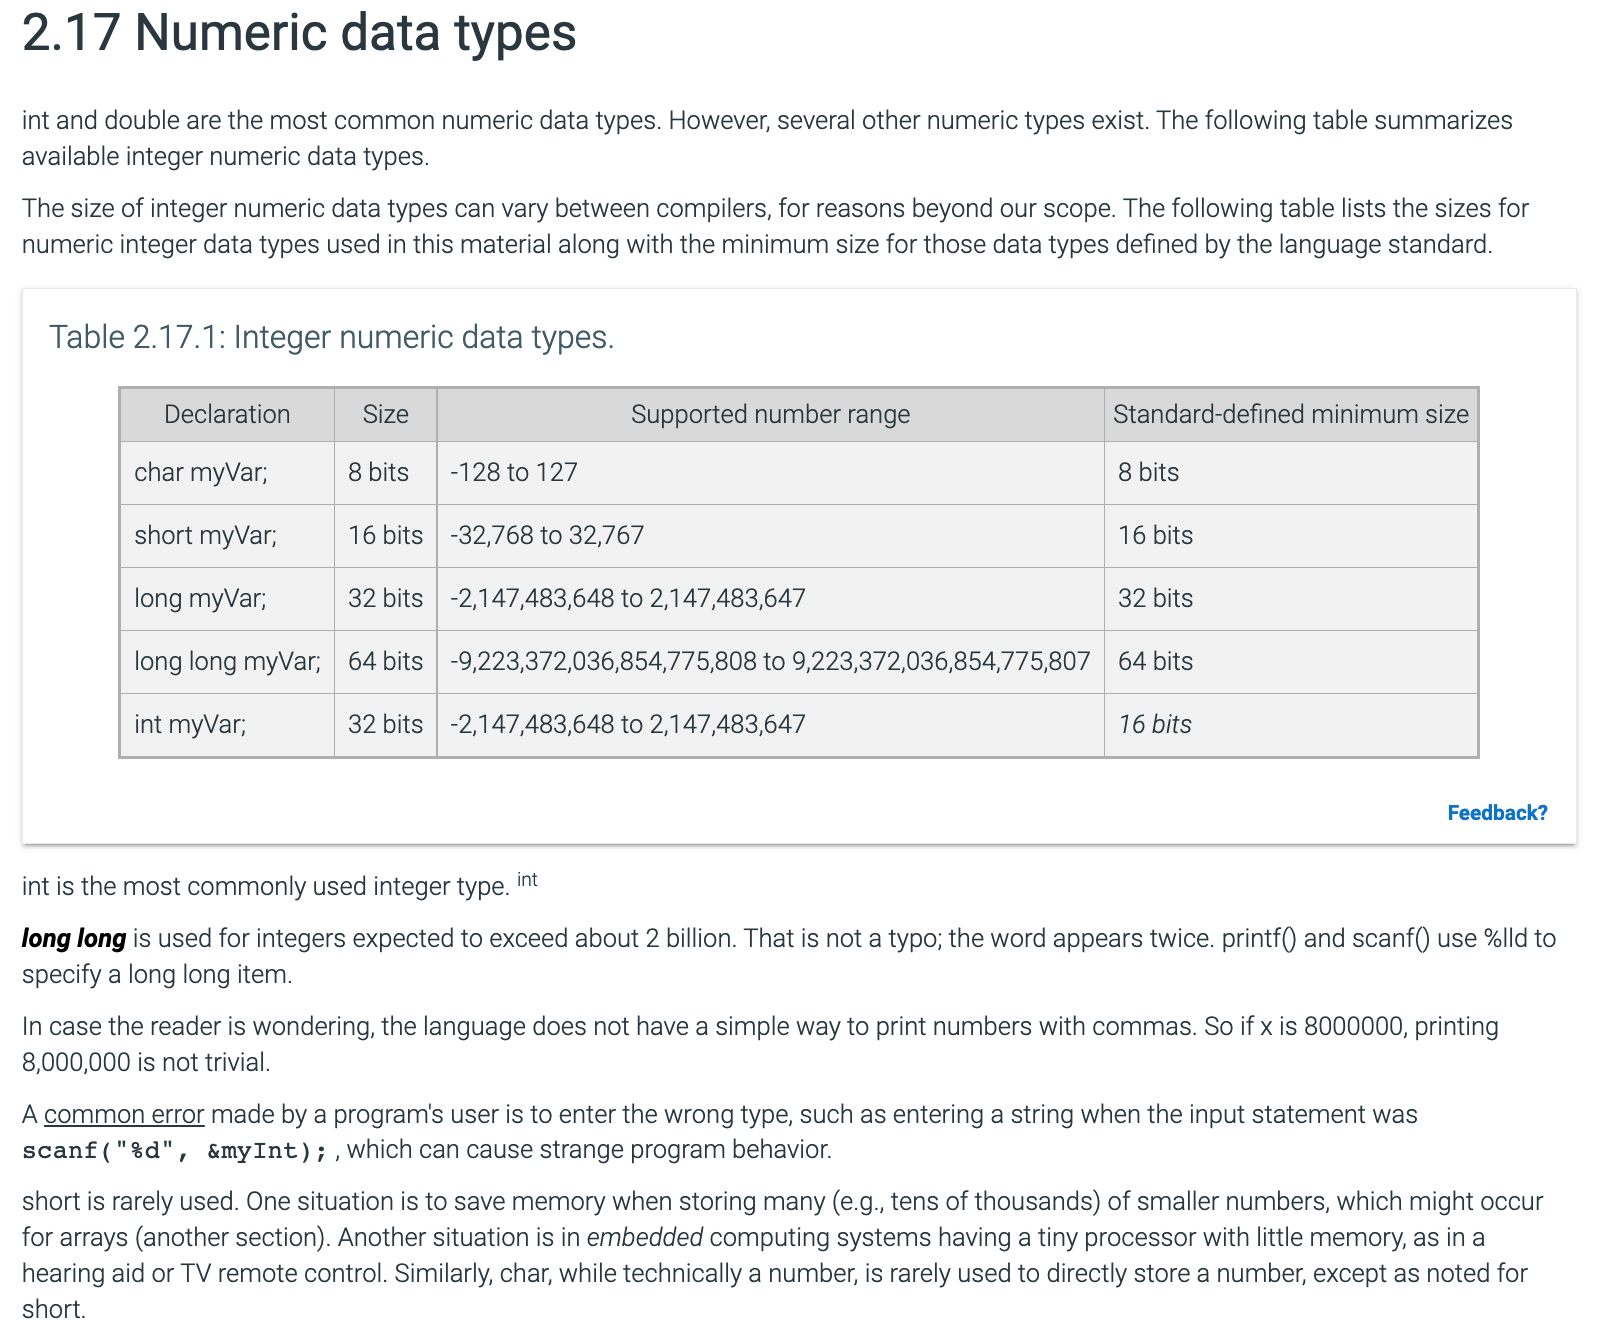 2.17 Numeric data types
int and double are the most common numeric data types. However, several other numeric types exist. The following table summarizes
available integer numeric data types.
The size of integer numeric data types can vary between compilers, for reasons beyond our scope. The following table lists the sizes for
numeric integer data types used in this material along with the minimum size for those data types defined by the language standard.
Table 2.17.1: Integer numeric data types.
Declaration Size Supported number range Standard-defined minimum size
char myVar; 8 bits -128 to 127 8 bits
short myVar; 16 bits -32,768 to 32,767 16 bits
long myVar; 32 bits -2,147,483,648 to 2,147,483,647 32 bits
long long myVar; 64 bits -9,223,372,036,854,775,808 to 9,223,372,036,854,775,807 64 bits
int myVar; 32 bits -2,147,483,648 to 2,147,483,647 16 bits
Feedback?
int is the most commonly used integer type. int
long long is used for integers expected to exceed about 2 billion. That is not a typo; the word appears twice. printf() and scanf() use %lld to
specify a long long item.
In case the reader is wondering, the language does not have a simple way to print numbers with commas. So if x is 8000000, printing
8,000,000 is not trivial.
A common error made by a program's user is to enter the wrong type, such as entering a string when the input statement was
scanf("%d", &myInt); , which can cause strange program behavior.
short is rarely used. One situation is to save memory when storing many (e.g., tens of thousands) of smaller numbers, which might occur
for arrays (another section). Another situation is in embedded computing systems having a tiny processor with little memory, as in a
hearing aid or TV remote control. Similarly, char, while technically a number, is rarely used to directly store a number, except as noted for
short.